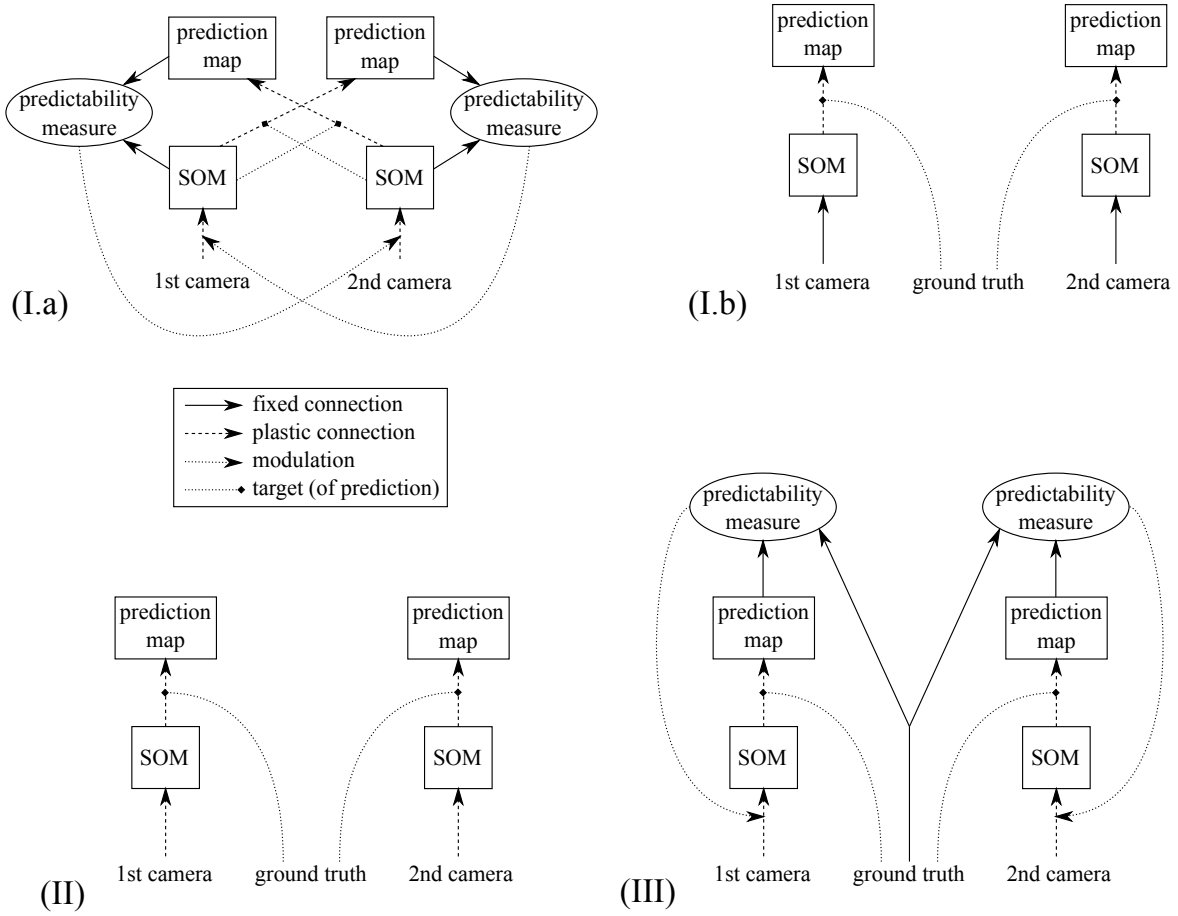 prediction
map
prediction
map
predictability
measure
predictability
measure
SOM
SOM
1st camera
2nd camera
(I.a)
prediction
map
prediction
map
SOM
SOM
1st camera
ground truth
2nd camera
(I.b)
fixed connection
plastic connection
modulation
target (of prediction)
prediction
map
prediction
map
SOM
SOM
1st camera
ground truth
2nd camera
(II)
predictability
measure
predictability
measure
prediction
map
prediction
map
SOM
SOM
1st camera
ground truth
2nd camera
(III)